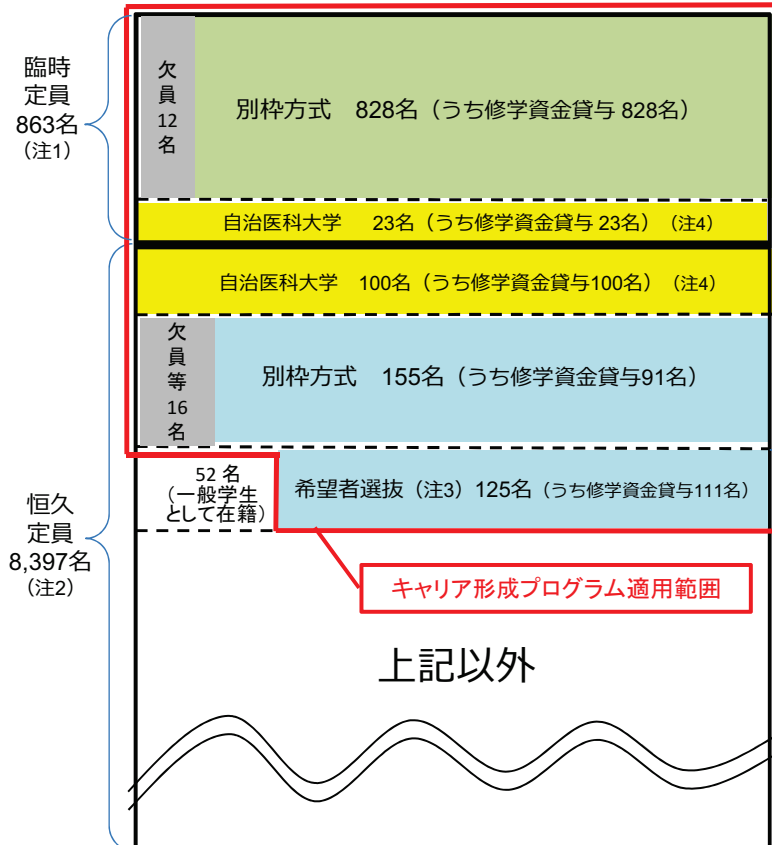 臨時
定員
863名
(注1)
欠
員
12
名
別枠方式 828名（うち修学資金貸与 828名）
自治医科大学 23名（うち修学資金貸与 23名）（注4）
自治医科大学 100名（うち修学資金貸与100名）（注4）
欠
員
等
16
名
別枠方式 155名（うち修学資金貸与91名）
52 名
（一般学生
として在籍）
希望者選抜（注3）125名（うち修学資金貸与111名）
恒久
定員
8,397名
(注2)
キャリア形成プログラム適用範囲
上記以外